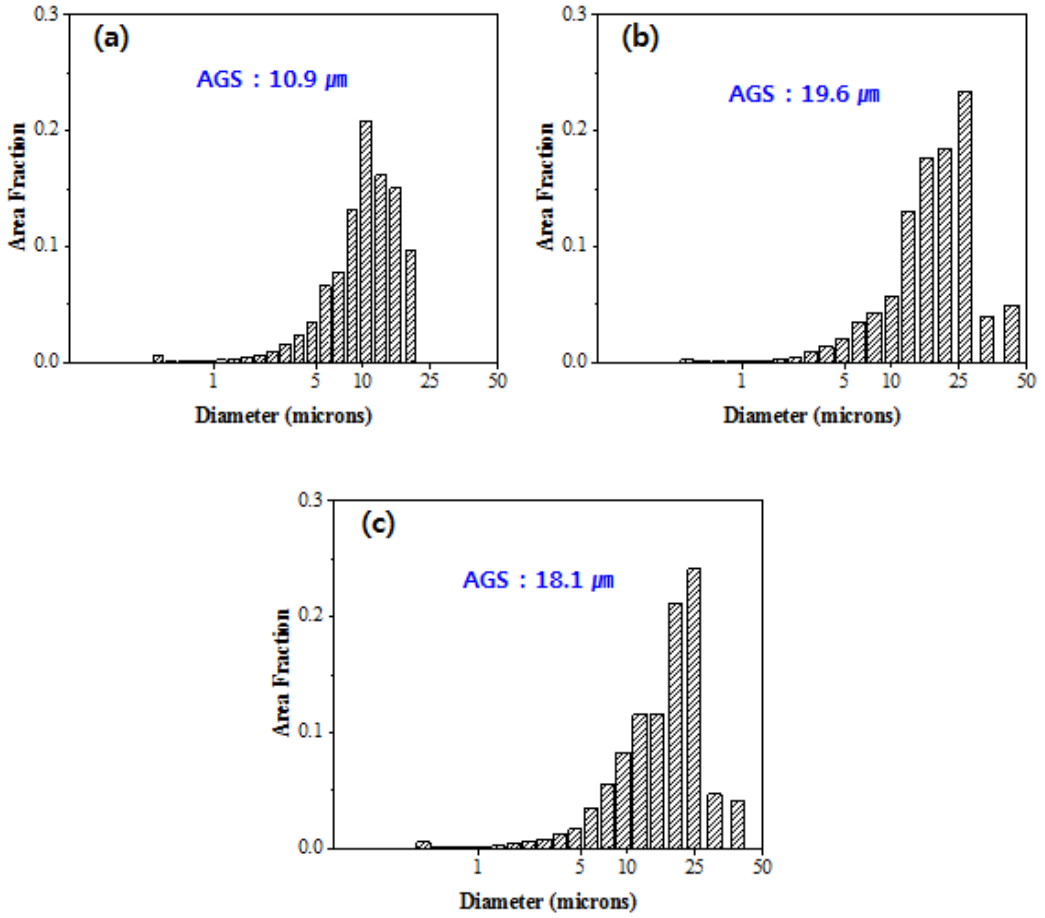 (a)
AGS : 10.9 ㎛
Area Fraction
0.3
0.2
0.1
0.0
1 5 10 25 50
Diameter (microns)
(b)
AGS : 19.6 ㎛
Area Fraction
0.3
0.2
0.1
0.0
1 5 10 25 50
Diameter (microns)
(c)
AGS : 18.1 ㎛
Area Fraction
0.3
0.2
0.1
0.0
1 5 10 25 50
Diameter (microns)